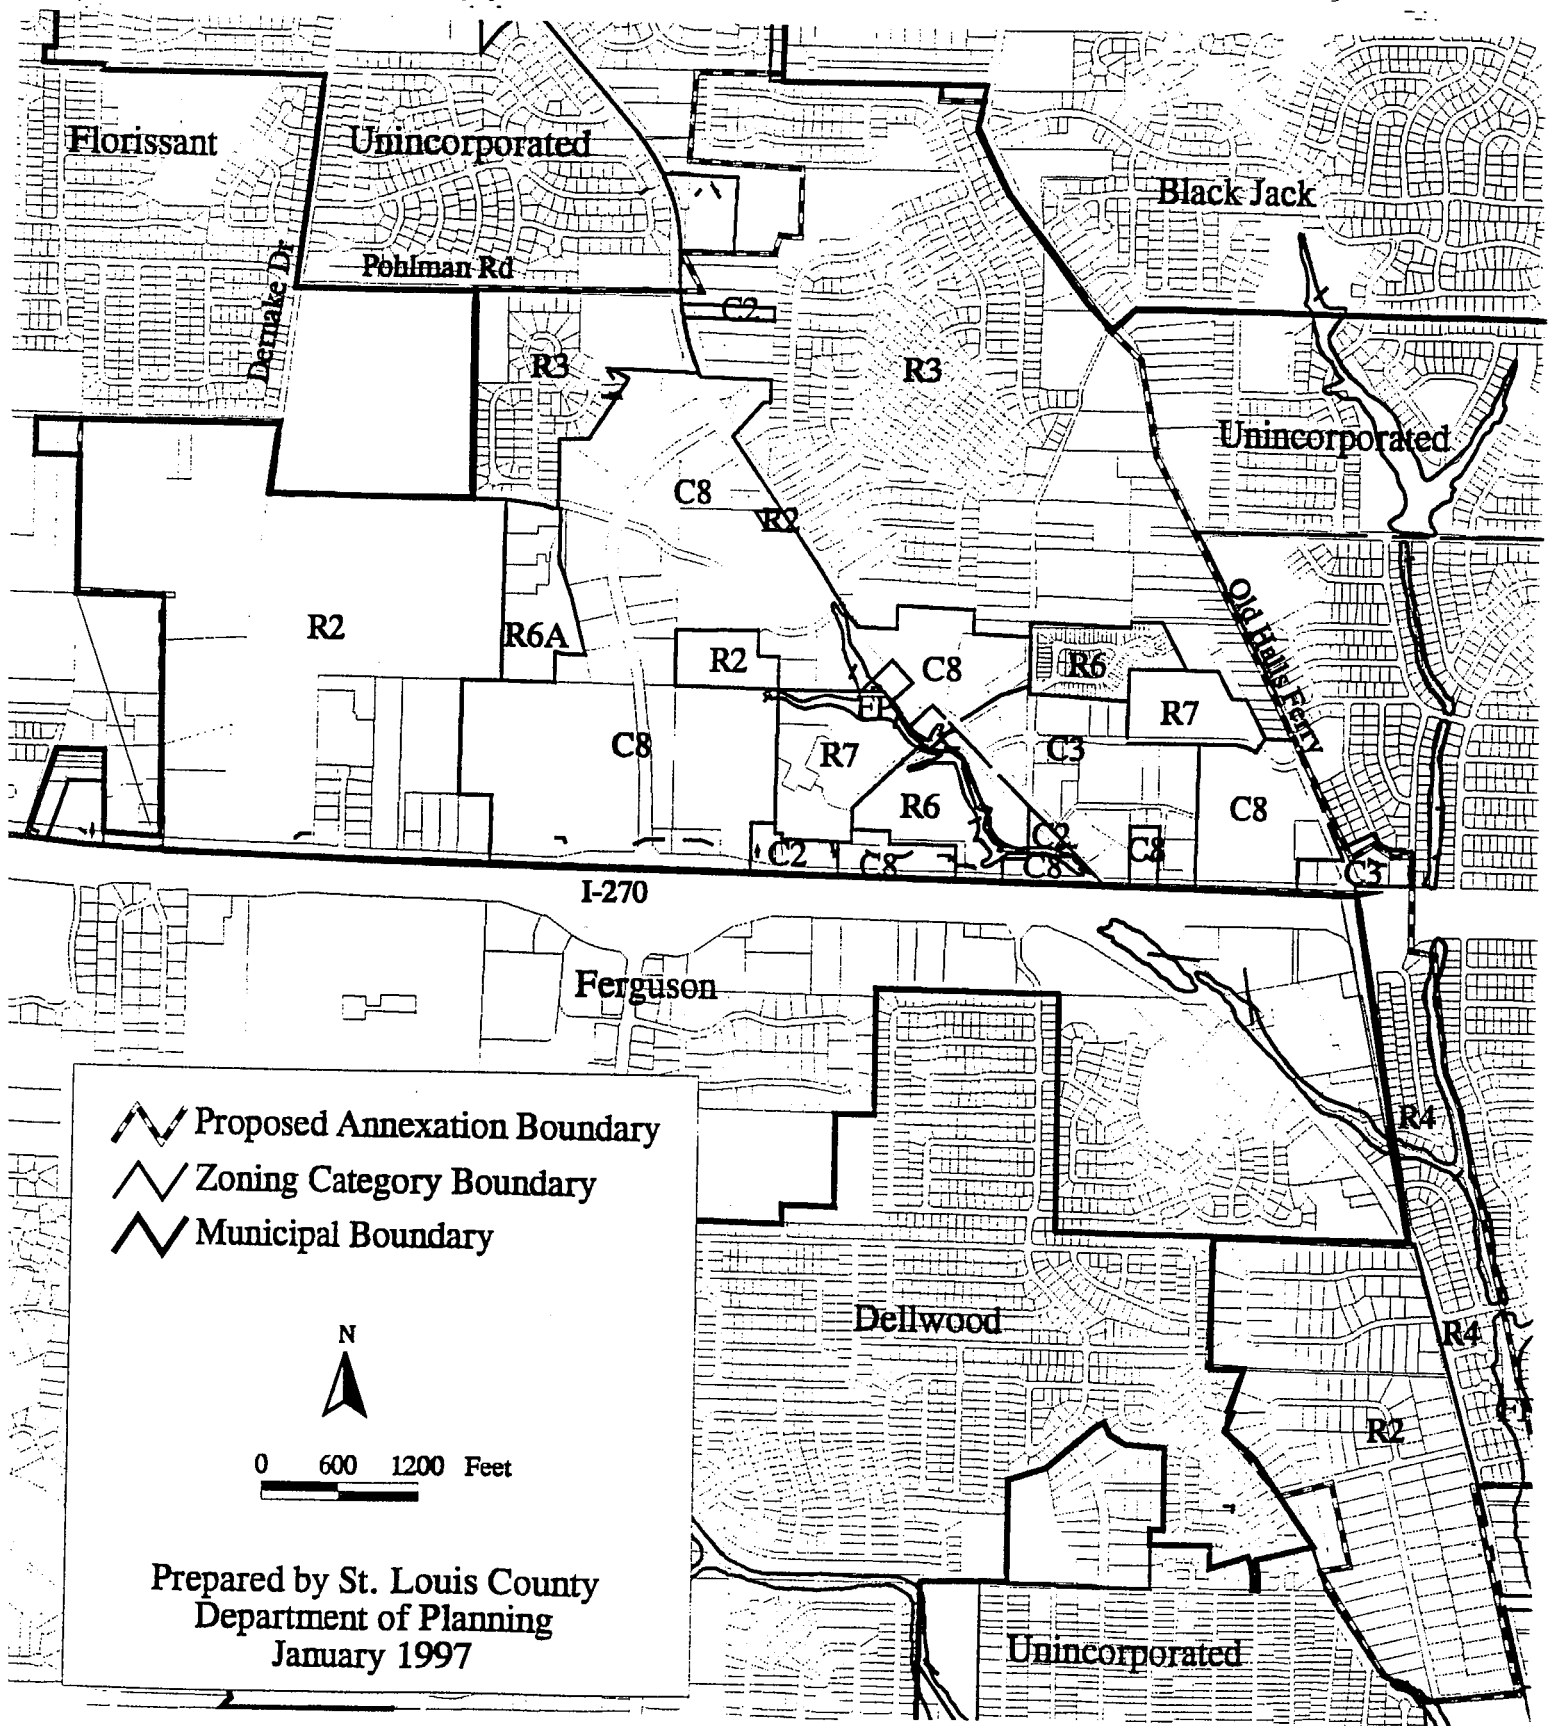 Florissant
Unincorporated
Black Jack
Dernake Dr
Pohlman Rd
C2
R3
R3
Unincorporated
C8
R2
Old Halls Ferry
R2
R6A
R2
C8
R6
R7
C8
R7
C3
R6
C8
C2
C2
C8
C8
C8
C3
I-270
Ferguson
R4
Dellwood
R4
R2
Unincorporated
Proposed Annexation Boundary
Zoning Category Boundary
Municipal Boundary
N
0 600 1200 Feet
Prepared by St. Louis County
Department of Planning
January 1997